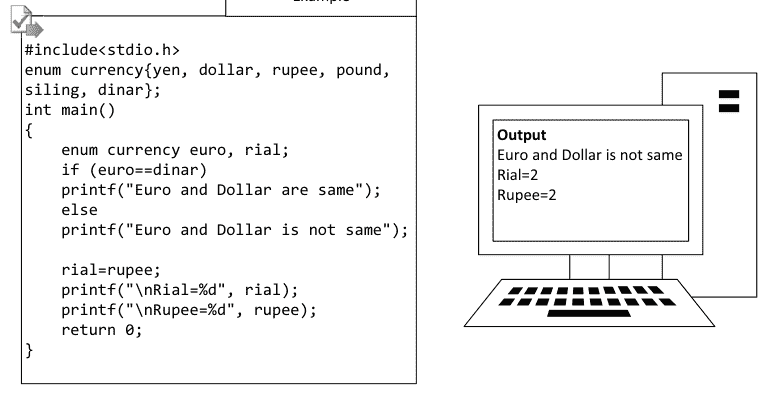 Example
#include<stdio.h>
enum currency{yen, dollar, rupee, pound,
siling, dinar};
int main()
{
enum currency euro, rial;
if (euro==dinar)
printf("Euro and Dollar are same");
else
printf("Euro and Dollar is not same");
rial=rupee;
printf("\nRial=%d", rial);
printf("\nRupee=%d", rupee);
return 0;
}
Output
Euro and Dollar is not same
Rial=2
Rupee=2